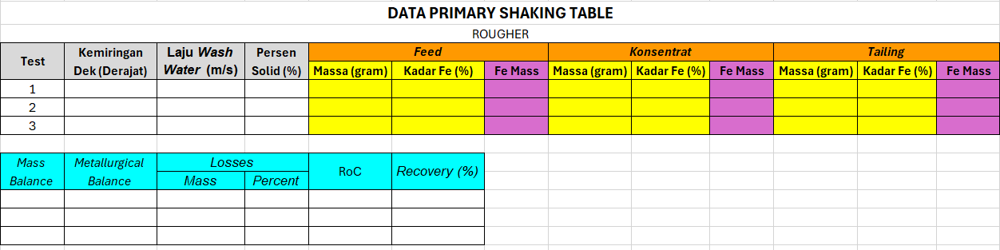 DATA PRIMARY SHAKING TABLE
ROUGHER
Test Kemiringan Dek (Derajat) Laju Wash Water (m/s) Persen Solid (%) Feed Konsentrat Tailing
Massa (gram) Kadar Fe (%) Fe Mass Massa (gram) Kadar Fe (%) Fe Mass Massa (gram) Kadar Fe (%) Fe Mass
1
2
3
Mass Balance Metallurgical Balance Losses RoC Recovery (%)
Mass Percent